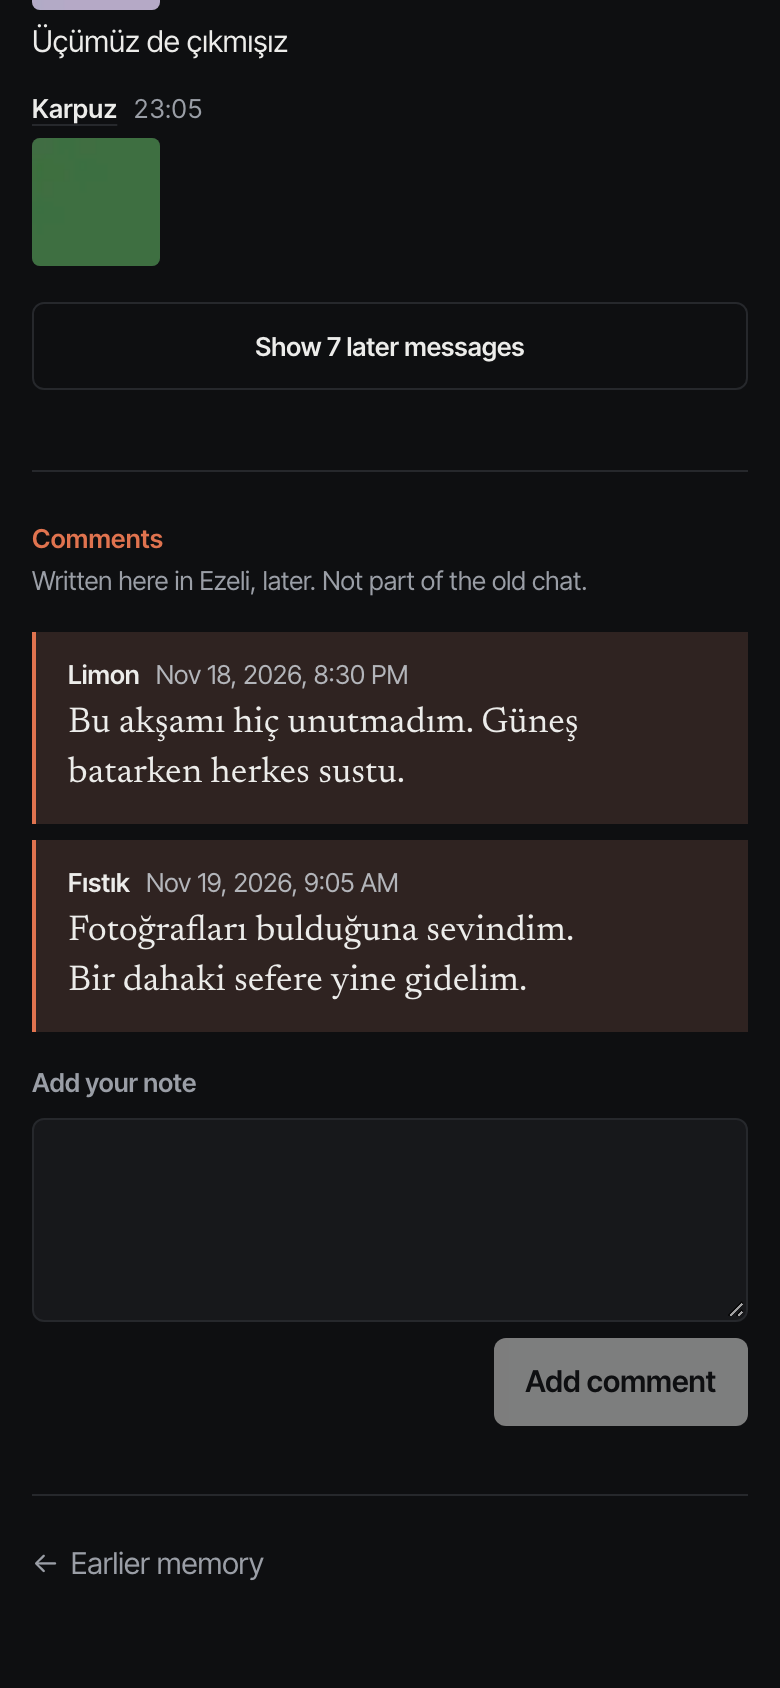 Üçümüz de çıkmışız
Karpuz 23:05
Show 7 later messages
Comments
Written here in Ezeli, later. Not part of the old chat.
Limon Nov 18, 2026, 8:30 PM
Bu akşamı hiç unutmadım. Güneş
batarken herkes sustu.
Fıstık Nov 19, 2026, 9:05 AM
Fotoğrafları bulduğuna sevindim.
Bir dahaki sefere yine gidelim.
Add your note
Add comment
← Earlier memory